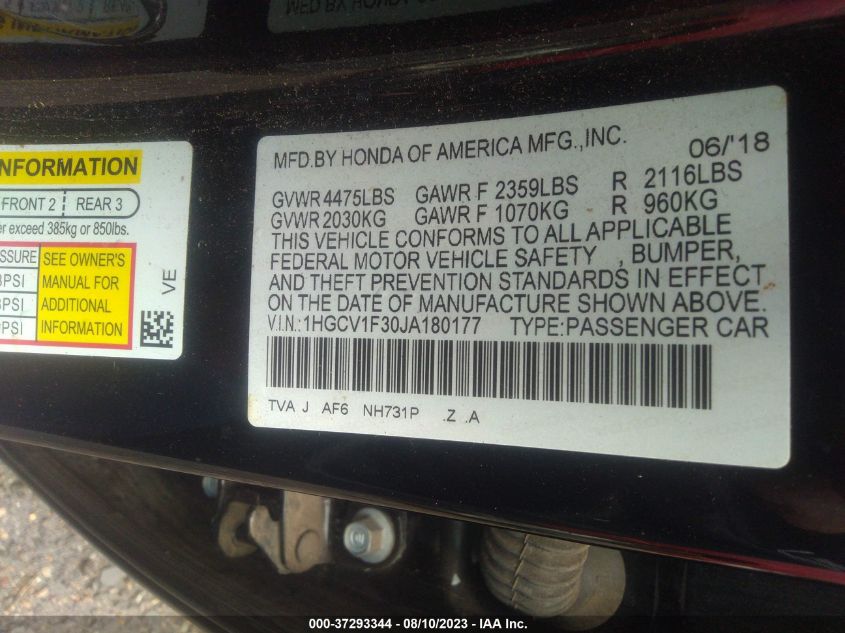 WED BY HONDA
INFORMATION
FRONT 2 REAR 3
er exceed 385kg or 850lbs.
SSURE SEE OWNER'S
PSI MANUAL FOR
PSI ADDITIONAL
PSI INFORMATION
VE
MFD.BY HONDA OF AMERICA MFG.,INC. 06/'18
GVWR 4475LBS GAWR F 2359LBS R 2116LBS
GVWR 2030KG GAWR F 1070KG R 960KG
THIS VEHICLE CONFORMS TO ALL APPLICABLE
FEDERAL MOTOR VEHICLE SAFETY , BUMPER,
AND THEFT PREVENTION STANDARDS IN EFFECT
ON THE DATE OF MANUFACTURE SHOWN ABOVE.
V.I.N.:1HGCV1F30JA180177 TYPE:PASSENGER CAR
TVA J AF6 NH731P .Z .A
000-37293344 - 08/10/2023 - IAA Inc.